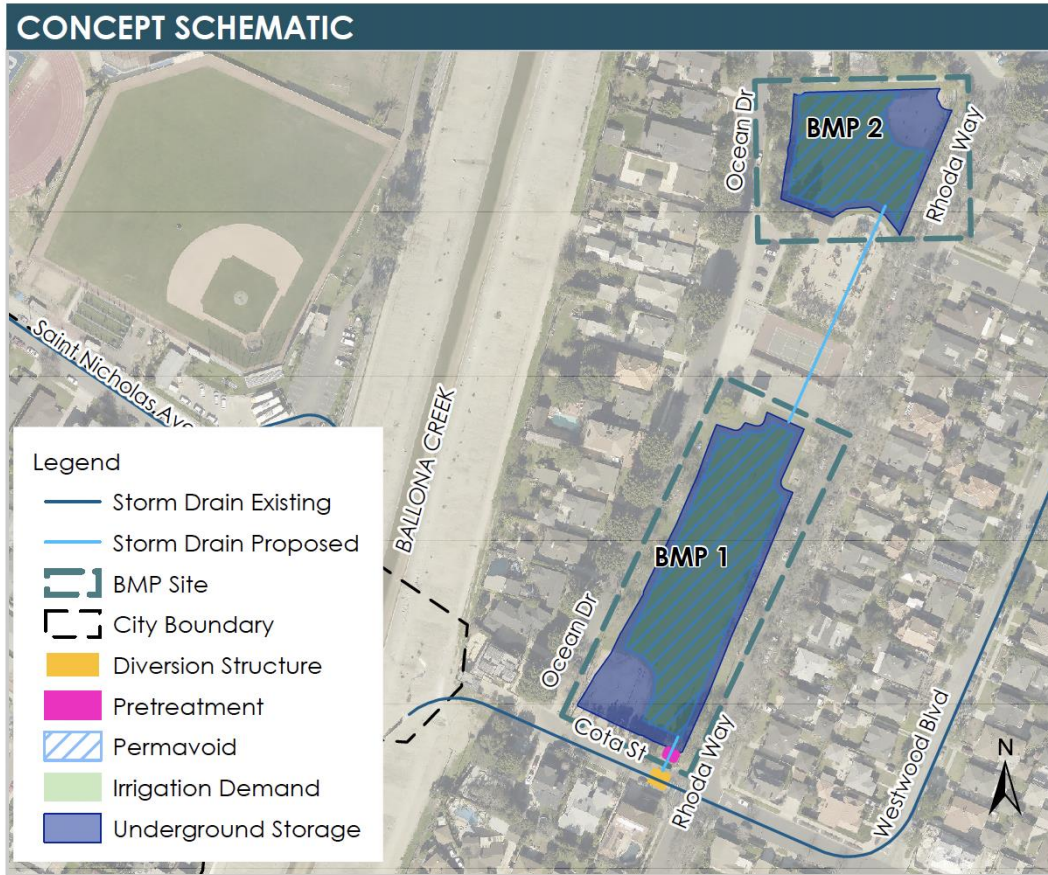 CONCEPT SCHEMATIC
Ocean Dr
BMP 2
Rhoda Way
Saint Nicholas Ave
BALLONA CREEK
BMP 1
Ocean Dr
Cota St
Rhoda Way
Westwood Blvd
N
Legend
Storm Drain Existing
Storm Drain Proposed
BMP Site
City Boundary
Diversion Structure
Pretreatment
Permavoid
Irrigation Demand
Underground Storage